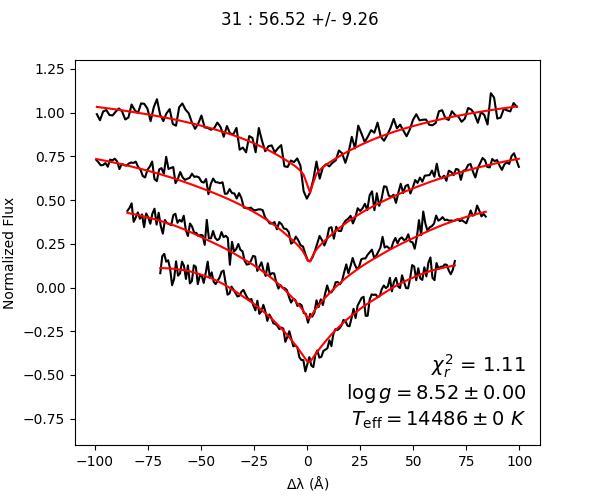 31 : 56.52 +/- 9.26
1.25
1.00
0.75
0.50
0.25
0.00
−0.25
−0.50
−0.75
Normalized Flux
χ²ᵣ = 1.11
log g = 8.52 ± 0.00
T_eff = 14486 ± 0 K
−100 −75 −50 −25 0 25 50 75 100
Δλ (Å)